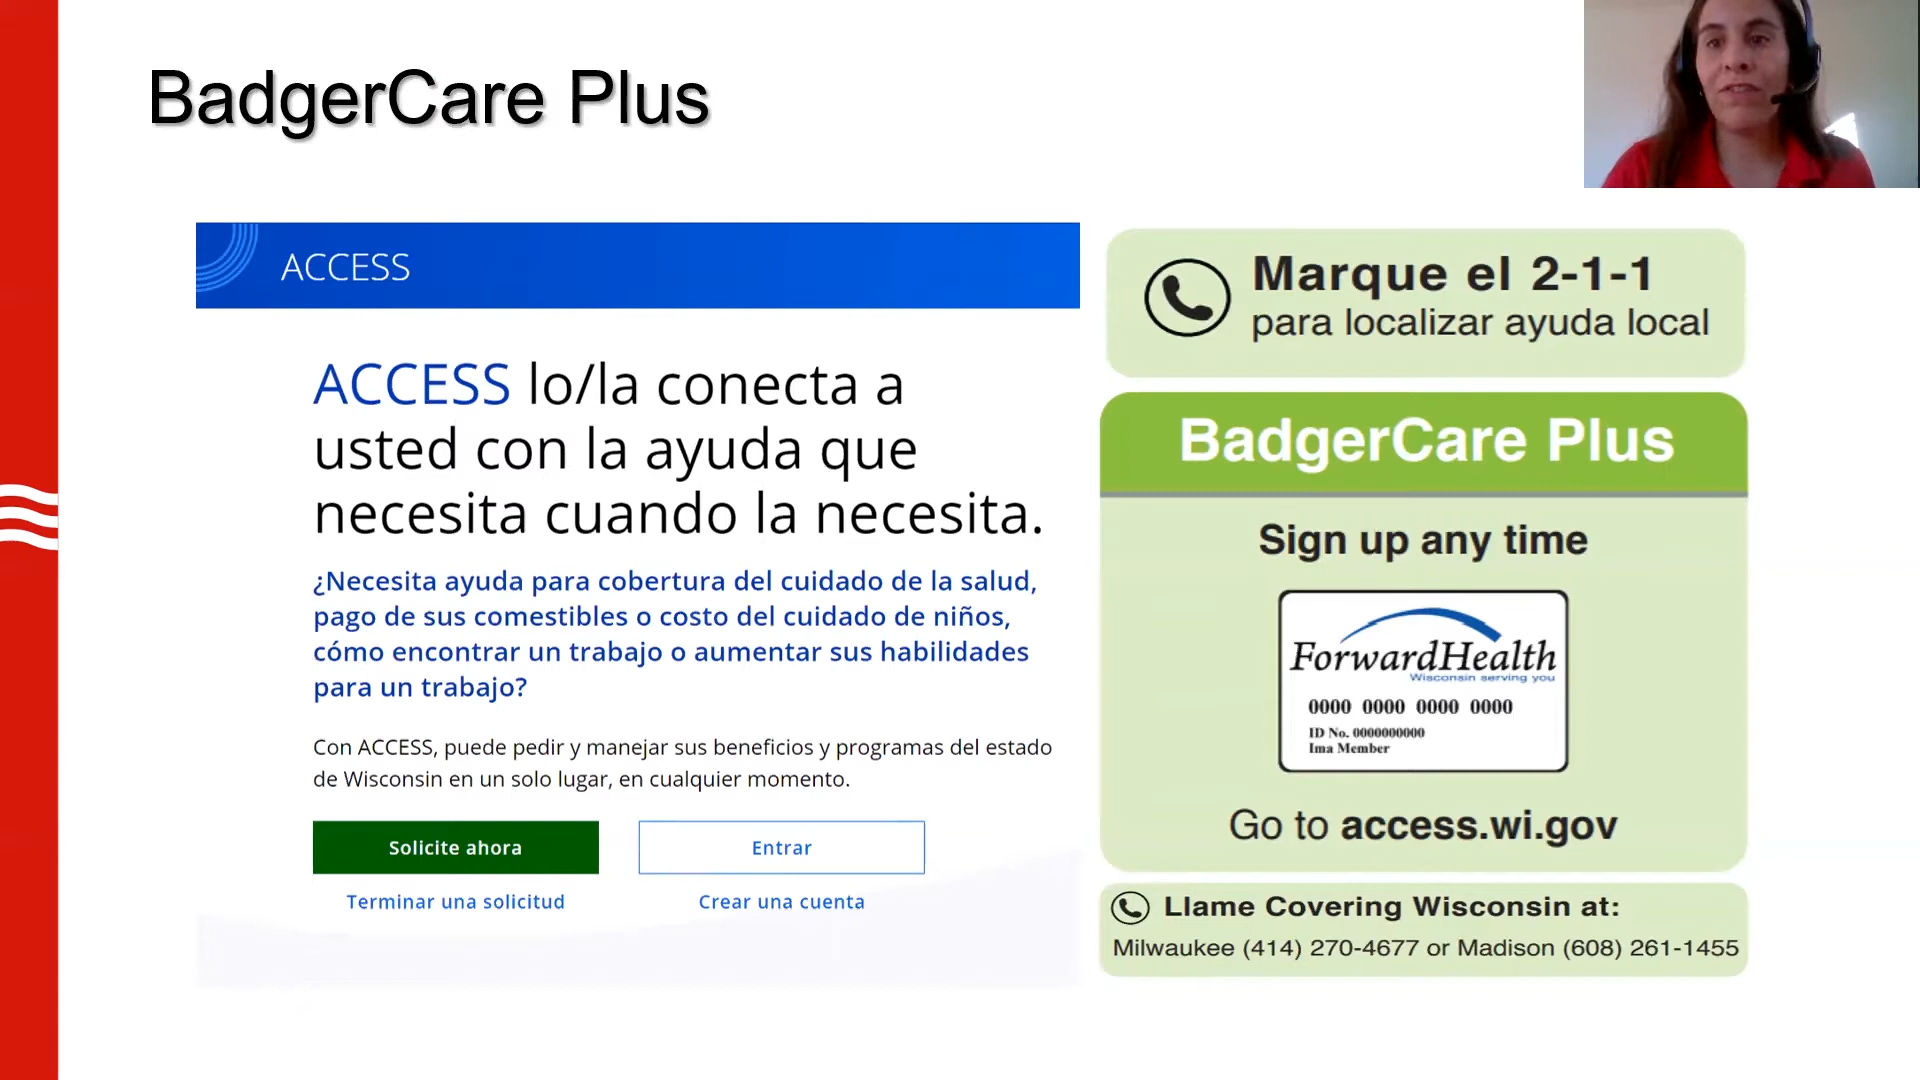 BadgerCare Plus
ACCESS
ACCESS lo/la conecta a
usted con la ayuda que
necesita cuando la necesita.
¿Necesita ayuda para cobertura del cuidado de la salud,
pago de sus comestibles o costo del cuidado de niños,
cómo encontrar un trabajo o aumentar sus habilidades
para un trabajo?
Con ACCESS, puede pedir y manejar sus beneficios y programas del estado
de Wisconsin en un solo lugar, en cualquier momento.
Solicite ahora
Entrar
Terminar una solicitud
Crear una cuenta
Marque el 2-1-1
para localizar ayuda local
BadgerCare Plus
Sign up any time
ForwardHealth
Wisconsin serving you
0000 0000 0000 0000
ID No. 0000000000
Ima Member
Go to access.wi.gov
Llame Covering Wisconsin at:
Milwaukee (414) 270-4677 or Madison (608) 261-1455